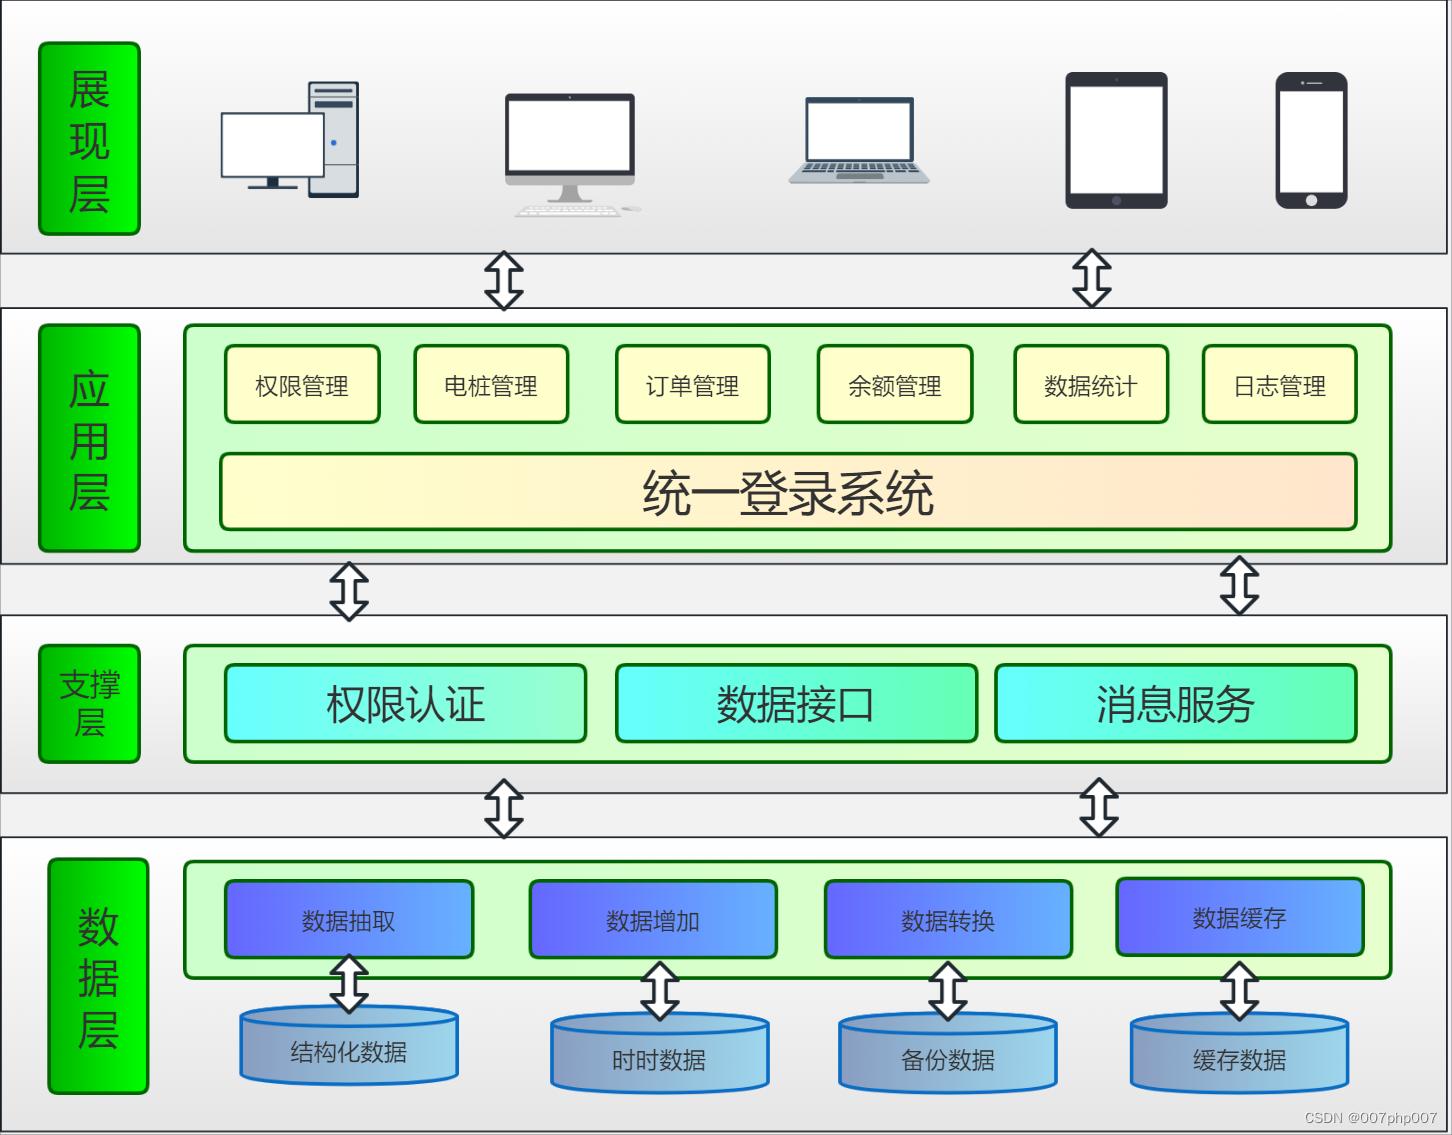 展
现
层
应
用
层
权限管理
电桩管理
订单管理
余额管理
数据统计
日志管理
统一登录系统
支撑
层
权限认证
数据接口
消息服务
数
据
层
数据抽取
数据增加
数据转换
数据缓存
结构化数据
时时数据
备份数据
缓存数据
CSDN @007php007